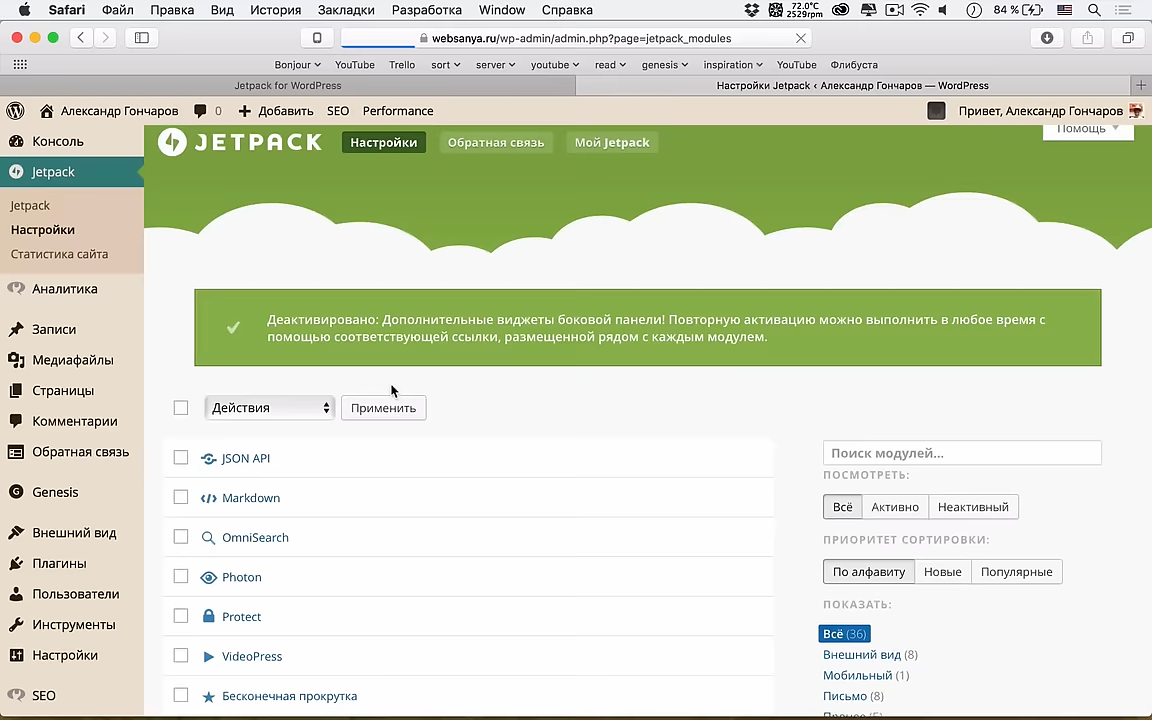 Safari Файл Правка Вид История Закладки Разработка Window Справка 72.0°C 2529rpm 84 %
websanya.ru/wp-admin/admin.php?page=jetpack_modules
Bonjour YouTube Trello sort server youtube read genesis inspiration YouTube Флибуста
Jetpack for WordPress Настройки Jetpack ‹ Александр Гончаров — WordPress
Александр Гончаров 0 Добавить SEO Performance Привет, Александр Гончаров
Консоль
Jetpack
Jetpack
Настройки
Статистика сайта
Аналитика
Записи
Медиафайлы
Страницы
Комментарии
Обратная связь
Genesis
Внешний вид
Плагины
Пользователи
Инструменты
Настройки
SEO
JETPACK Настройки Обратная связь Мой Jetpack
Помощь
Деактивировано: Дополнительные виджеты боковой панели! Повторную активацию можно выполнить в любое время с
помощью соответствующей ссылки, размещенной рядом с каждым модулем.
Действия Применить
JSON API
Markdown
OmniSearch
Photon
Protect
VideoPress
Бесконечная прокрутка
Поиск модулей...
ПОСМОТРЕТЬ:
Всё Активно Неактивный
ПРИОРИТЕТ СОРТИРОВКИ:
По алфавиту Новые Популярные
ПОКАЗАТЬ:
Всё (36)
Внешний вид (8)
Мобильный (1)
Письмо (8)